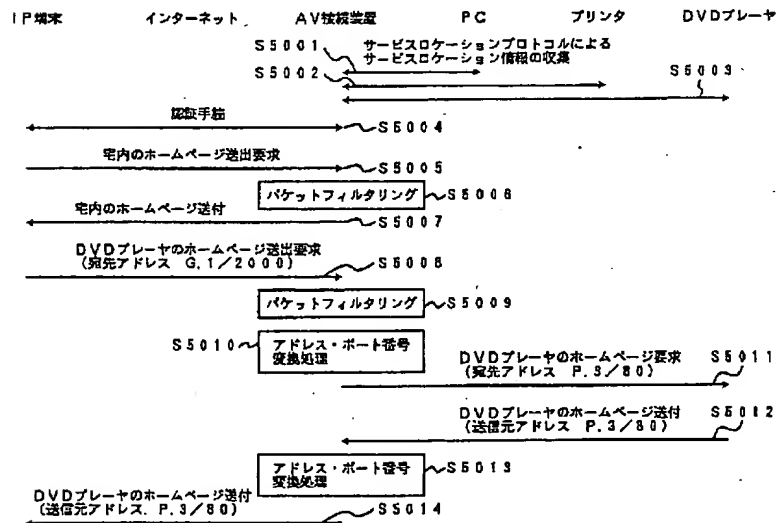 IP端末 インターネット AV接続装置 PC プリンタ DVDプレーヤ
S5001 サービスロケーションプロトコルによる
サービスロケーション情報の収集
S5002
S5003
認証手続
S5004
宅内のホームページ送出要求
S5005
パケットフィルタリング S5006
宅内のホームページ送付
S5007
DVDプレーヤのホームページ送出要求
(宛先アドレス G.1/2000)
S5008
パケットフィルタリング S5009
S5010 アドレス・ポート番号
変換処理
DVDプレーヤのホームページ要求 S5011
(宛先アドレス P.3/80)
DVDプレーヤのホームページ送付 S5012
(送信元アドレス P.3/80)
アドレス・ポート番号 S5013
変換処理
DVDプレーヤのホームページ送付
(送信元アドレス. P.3/80)
S5014